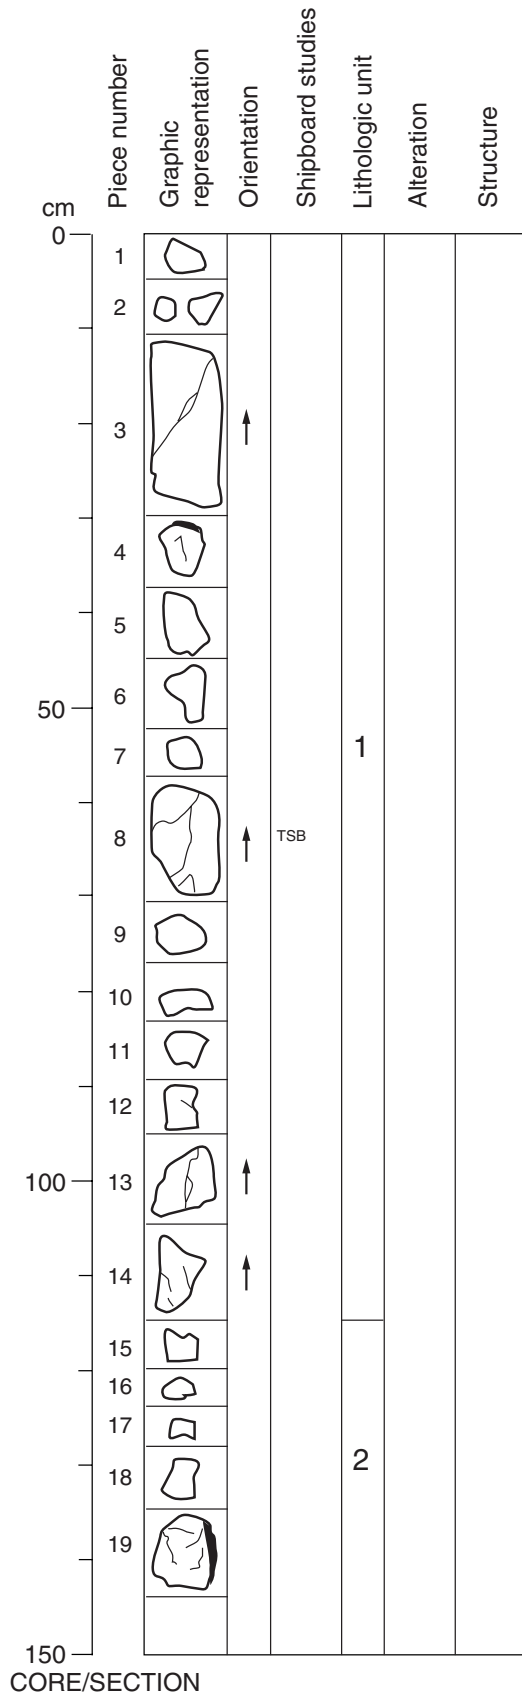 cm
Piece number
Graphic
representation
Orientation
Shipboard studies
Lithologic unit
Alteration
Structure
0
1
2
3
4
5
50
6
7
1
8
TSB
9
10
11
12
100
13
14
15
16
17
2
18
19
150
CORE/SECTION